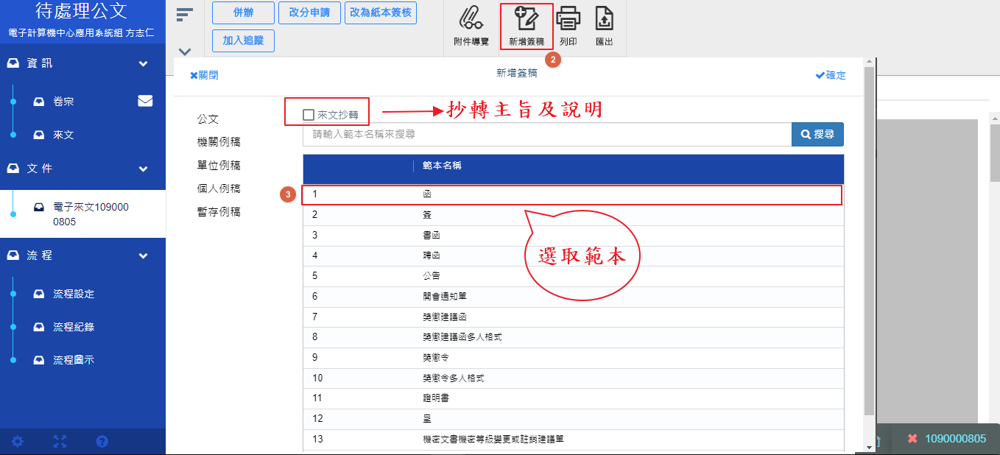 待處理公文
電子計算機中心應用系統組 方志仁
資 訊
卷宗
來文
文 件
電子來文109000
0805
流 程
流程設定
流程紀錄
流程圖示
併辦
改分申請
改為紙本簽核
加入追蹤
附件導覽
新增簽稿
列印
匯出
2
關閉
新增簽稿
確定
公文
機關例稿
單位例稿
個人例稿
暫存例稿
來文抄轉
抄轉主旨及說明
請輸入範本名稱來搜尋
搜尋
範本名稱
3
1 函
2 簽
3 書函
4 聘函
5 公告
6 開會通知單
7 獎懲建議函
8 獎懲建議函多人格式
9 獎懲令
10 獎懲令多人格式
11 證明書
12 呈
13 機密文書機密等級變更或註銷建議單
選取範本
1090000805